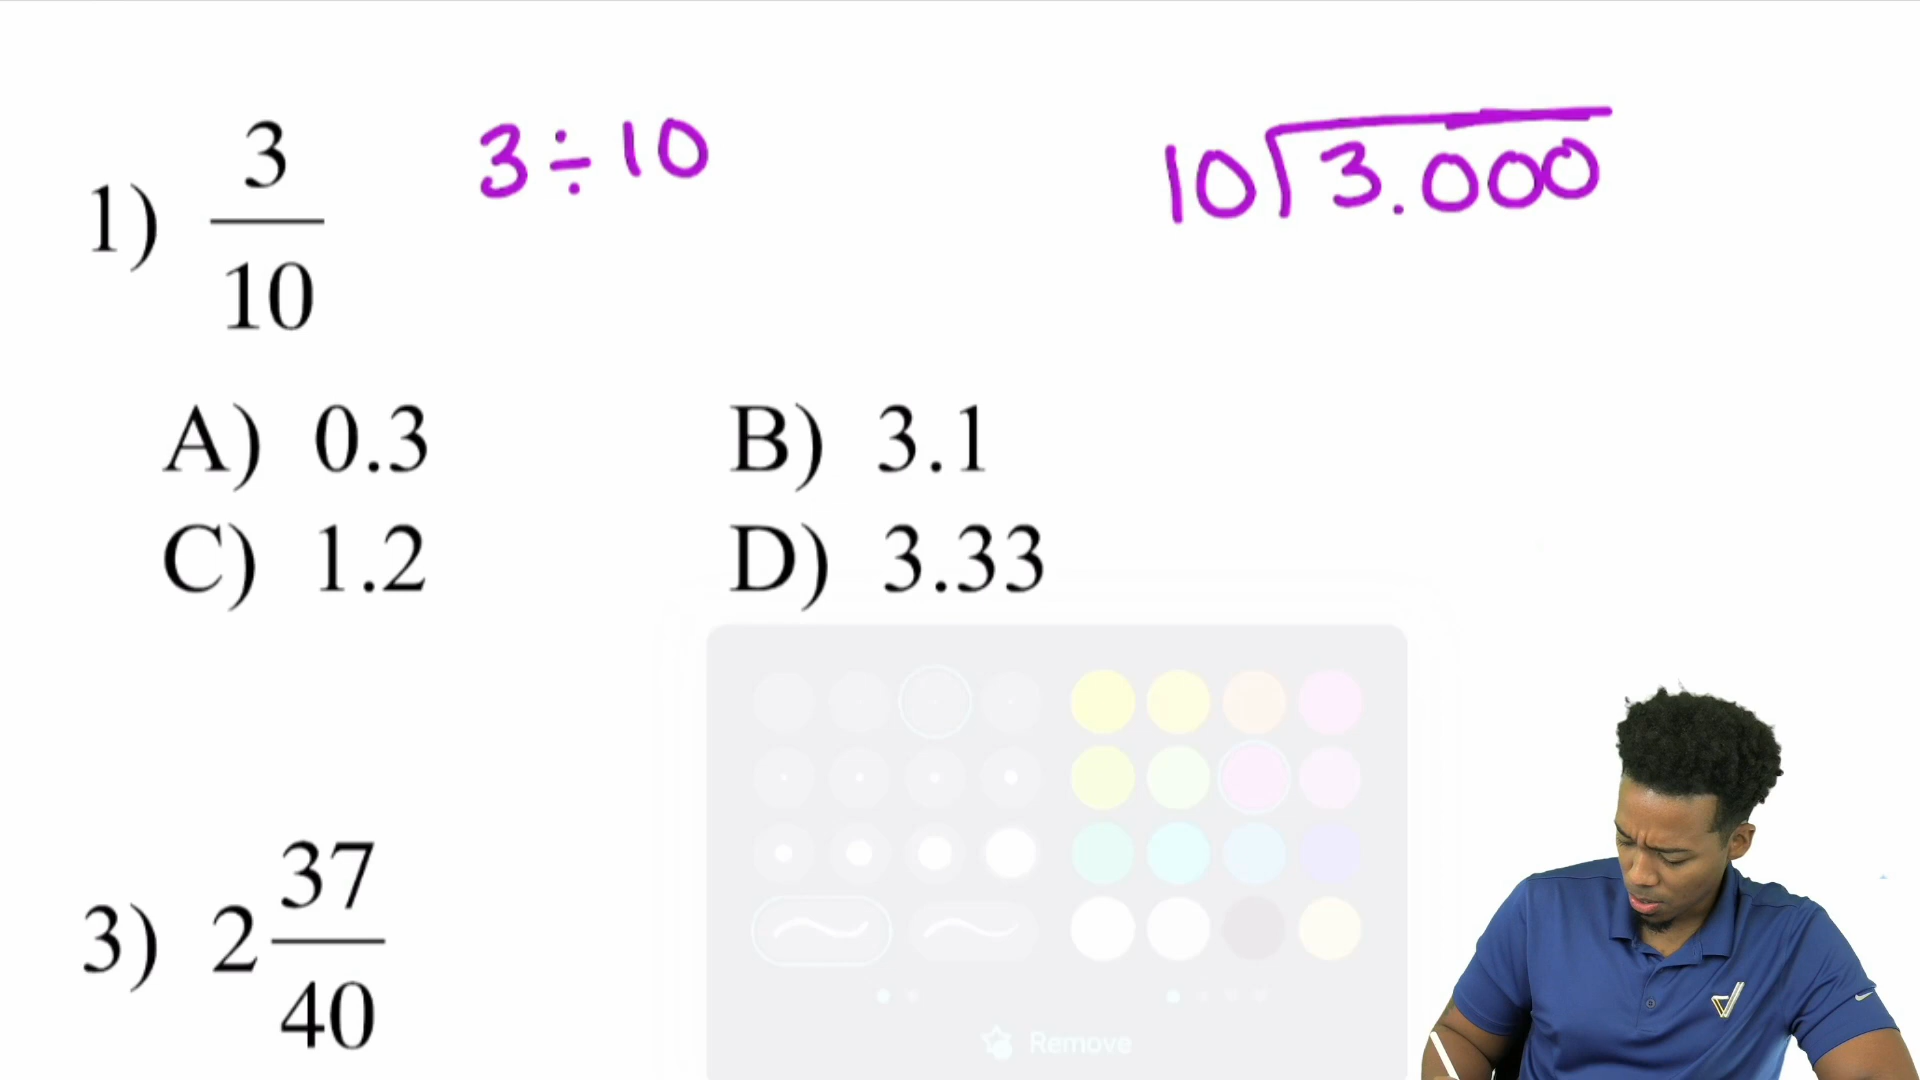 1) 3/10 3÷10 10⟌3.000
A) 0.3 B) 3.1
C) 1.2 D) 3.33
3) 2 37/40
Remove